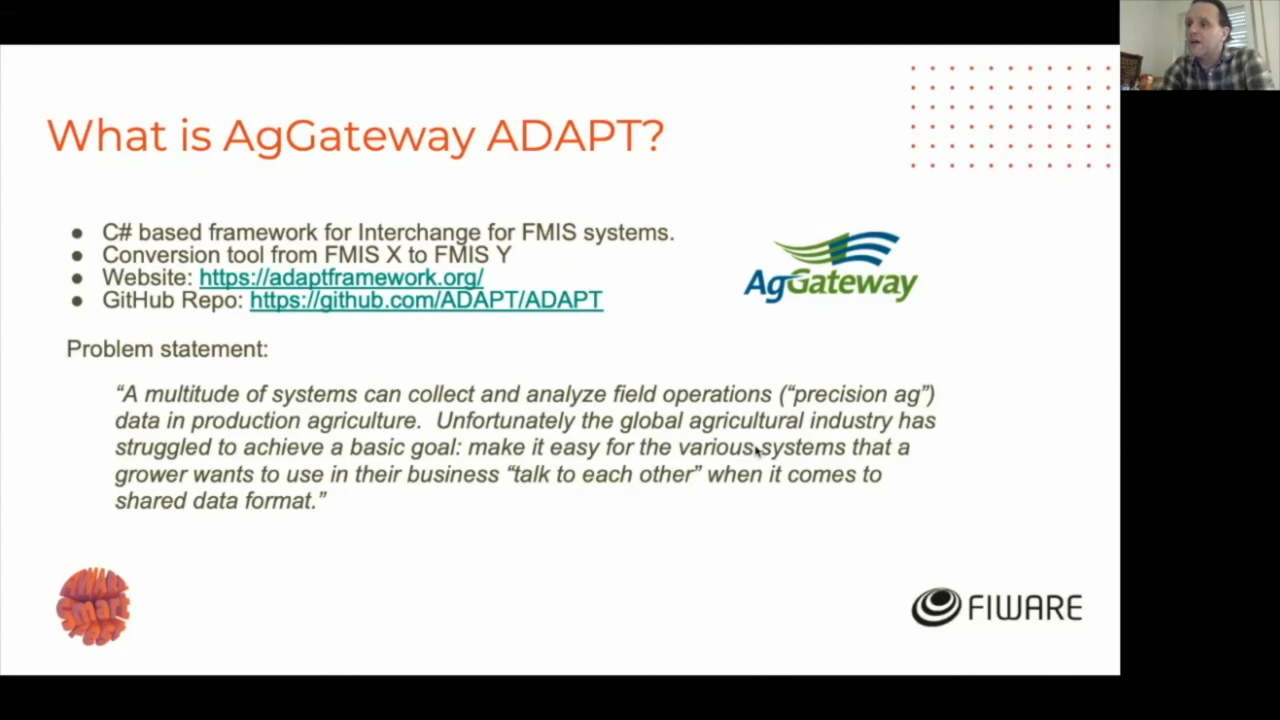 What is AgGateway ADAPT?
● C# based framework for Interchange for FMIS systems.
● Conversion tool from FMIS X to FMIS Y
● Website: https://adaptframework.org/
● GitHub Repo: https://github.com/ADAPT/ADAPT
AgGateway
Problem statement:
“A multitude of systems can collect and analyze field operations (“precision ag”)
data in production agriculture.  Unfortunately the global agricultural industry has
struggled to achieve a basic goal: make it easy for the various systems that a
grower wants to use in their business “talk to each other” when it comes to
shared data format.”
Smart
FIWARE